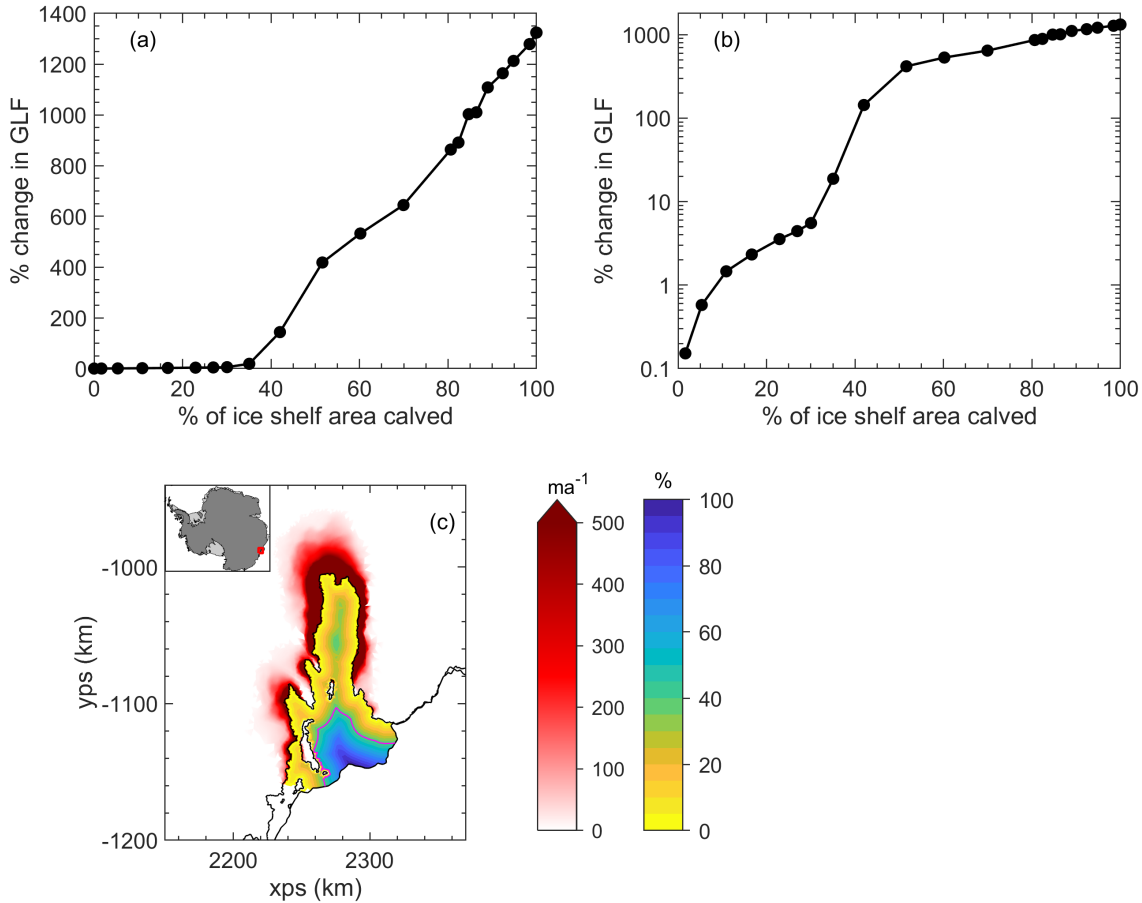 1400
1200
1000
800
600
400
200
0
% change in GLF
(a)
0 20 40 60 80 100
% of ice shelf area calved
1000
100
10
1
0.1
% change in GLF
(b)
0 20 40 60 80 100
% of ice shelf area calved
-1000
-1100
-1200
yps (km)
(c)
2200 2300
xps (km)
ma-1
500
400
300
200
100
0
%
100
80
60
40
20
0